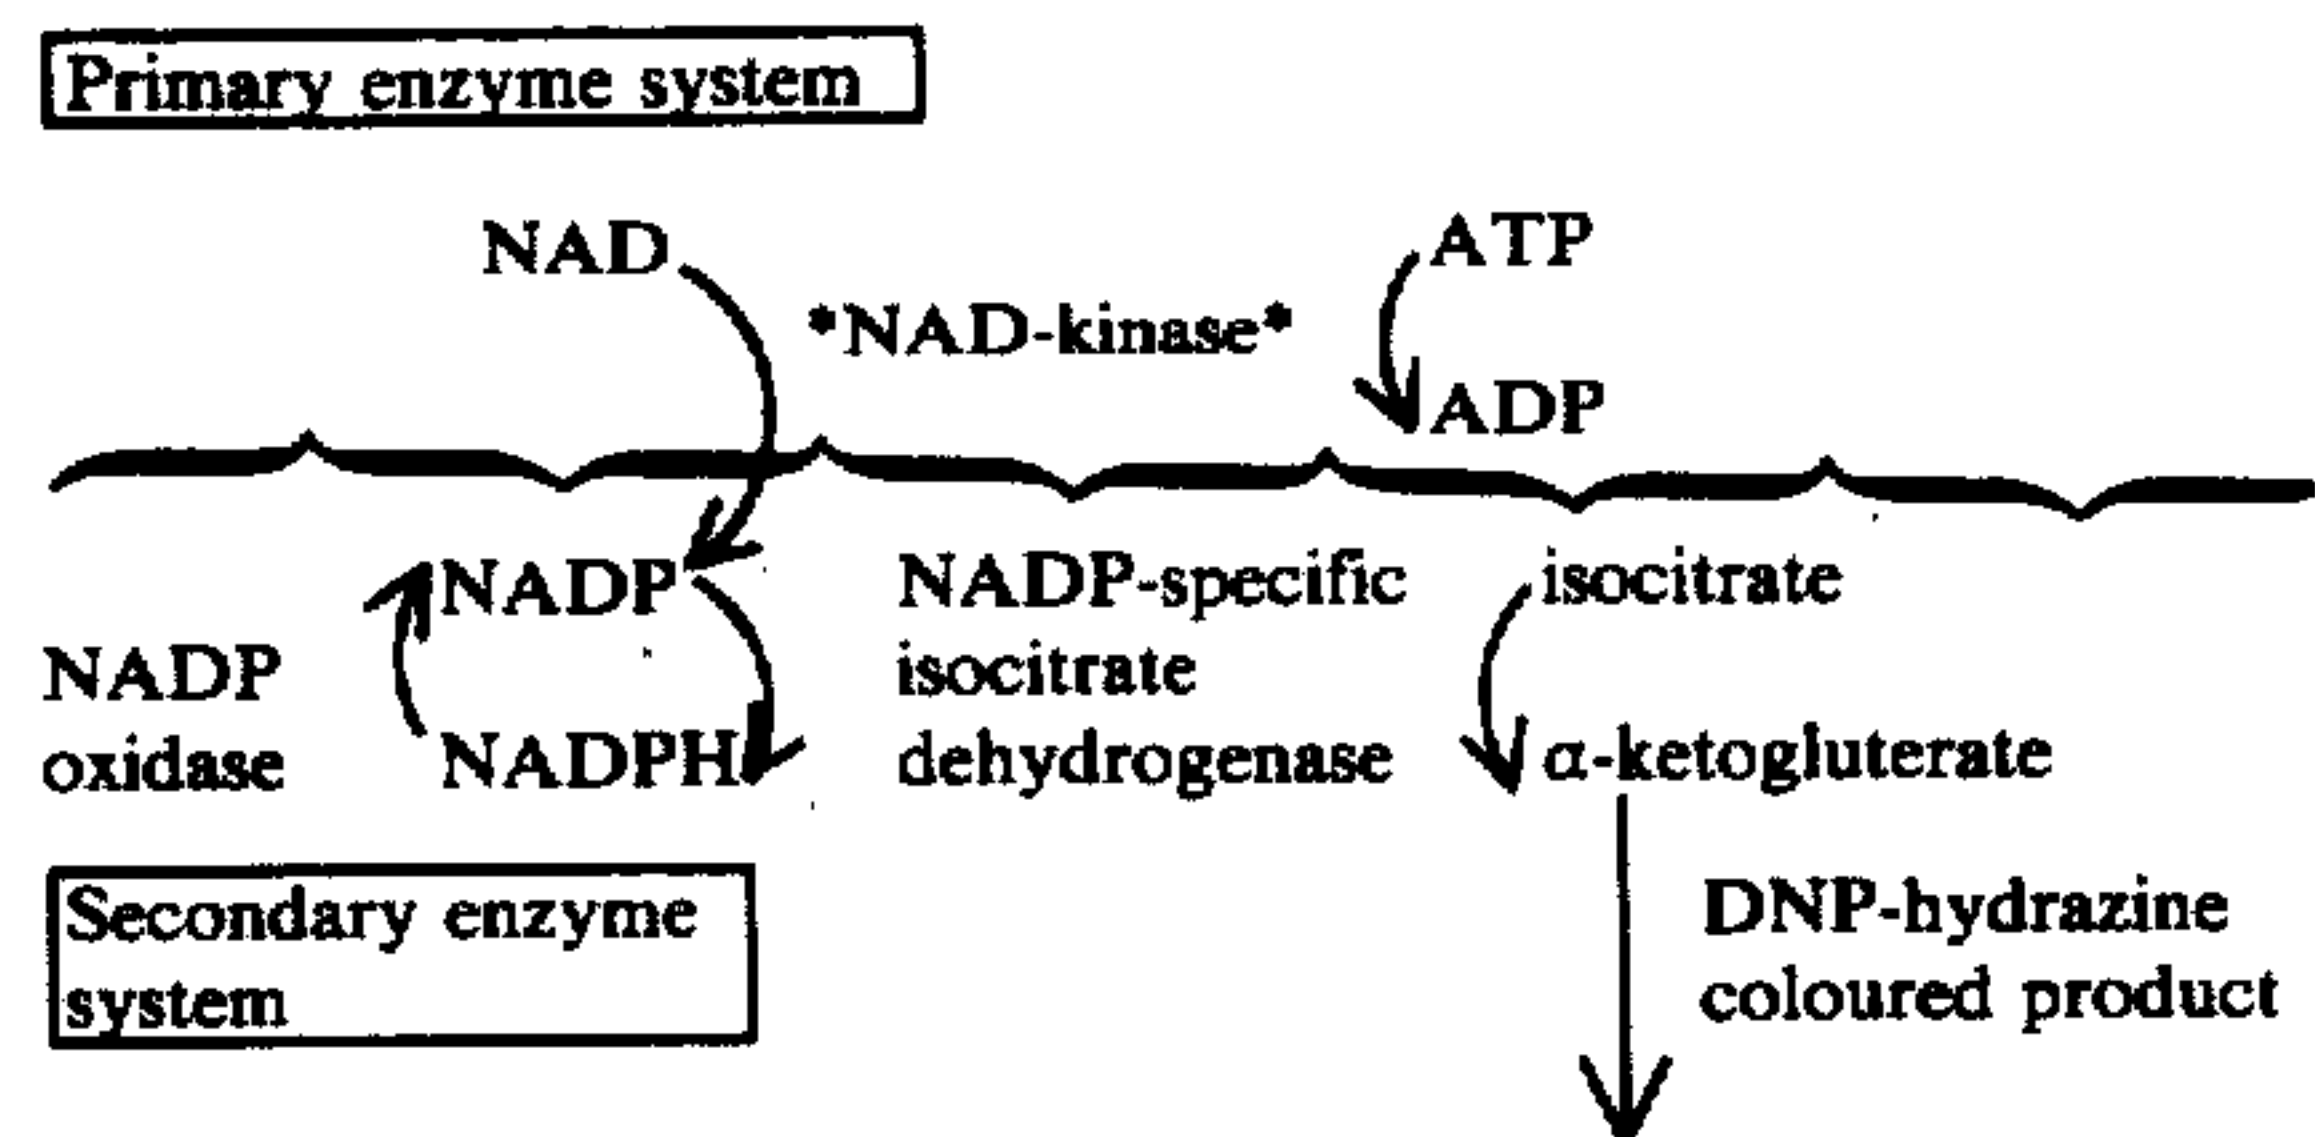 Primary enzyme system
NAD
ATP
*NAD-kinase*
ADP
NADP
NADP-specific
isocitrate
isocitrate
NADP
oxidase
NADPH
dehydrogenase
α-ketogluterate
Secondary enzyme
system
DNP-hydrazine
coloured product